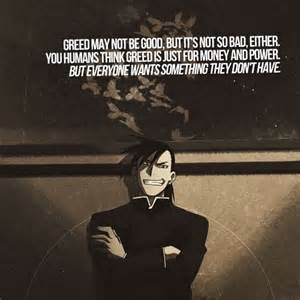 GREED MAY NOT BE GOOD, BUT IT'S NOT SO BAD, EITHER.
YOU HUMANS THINK GREED IS JUST FOR MONEY AND POWER.
BUT EVERYONE WANTS SOMETHING THEY DON'T HAVE.